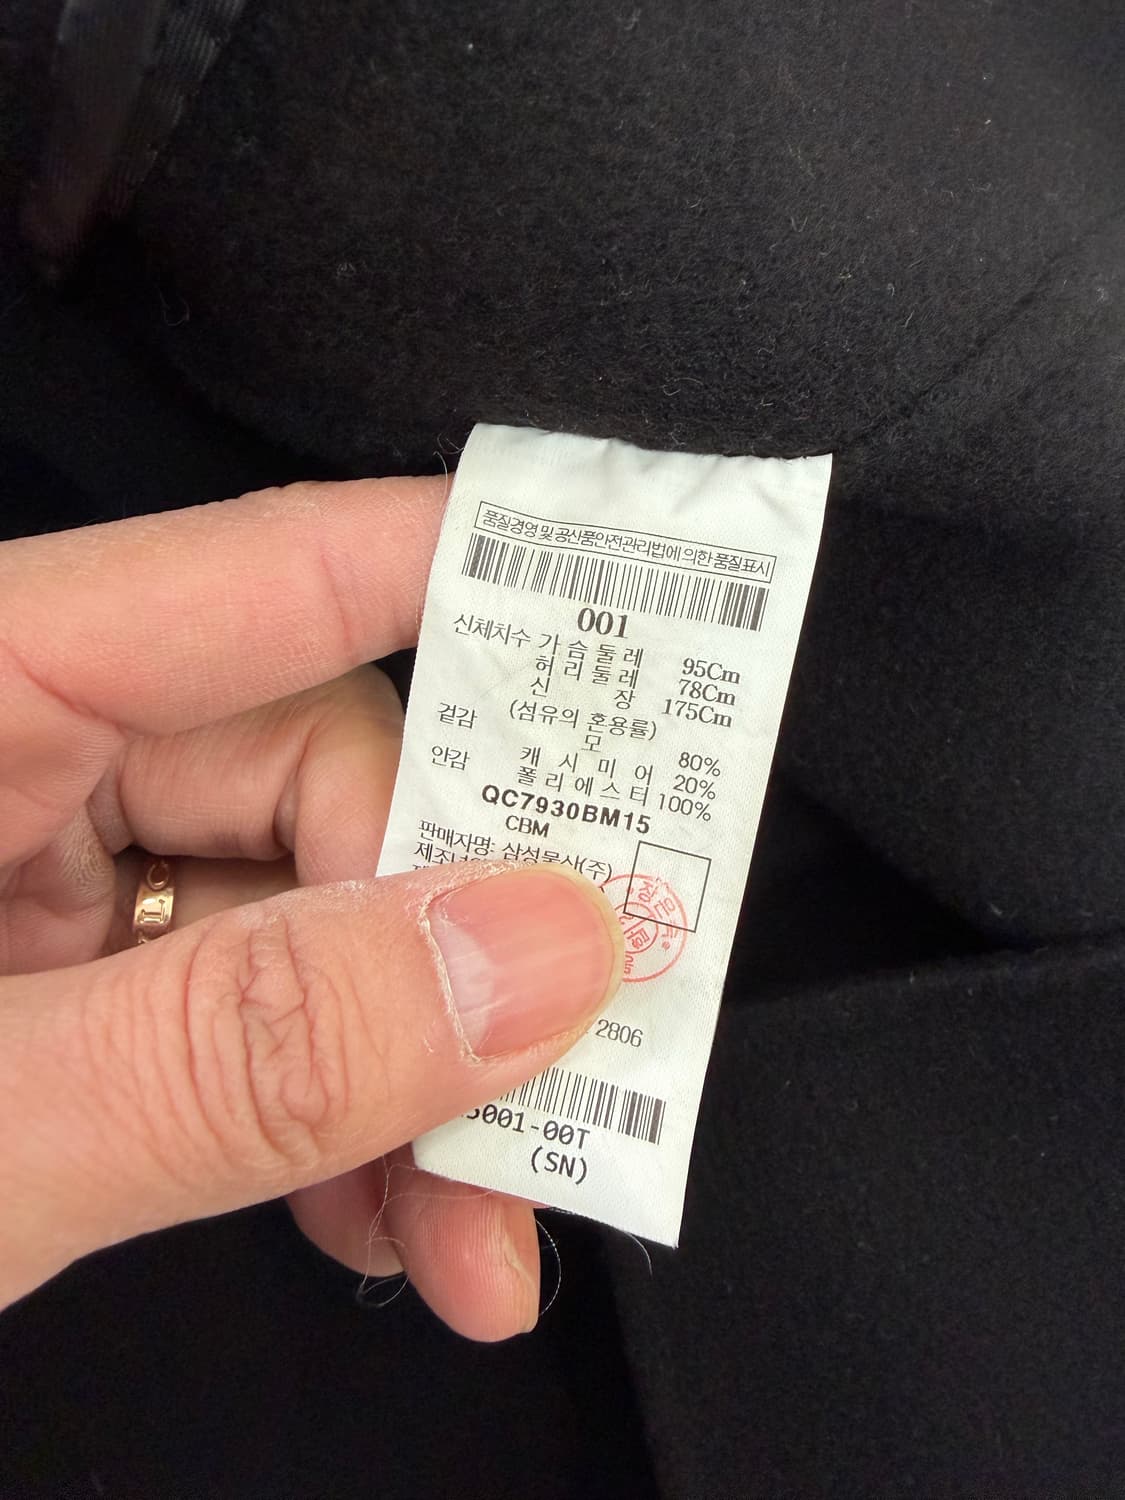 품질경영 및 공산품안전관리법에 의한 품질표시
001
신체치수 가슴둘레 95Cm
허리둘레 78Cm
신 장 175Cm
(섬유의 혼용률)
겉감 모 80%
캐시미어 20%
안감 폴리에스터 100%
QC7930BM15
CBM
판매자명: 삼성물산(주)
2806
5001-00T
(SN)